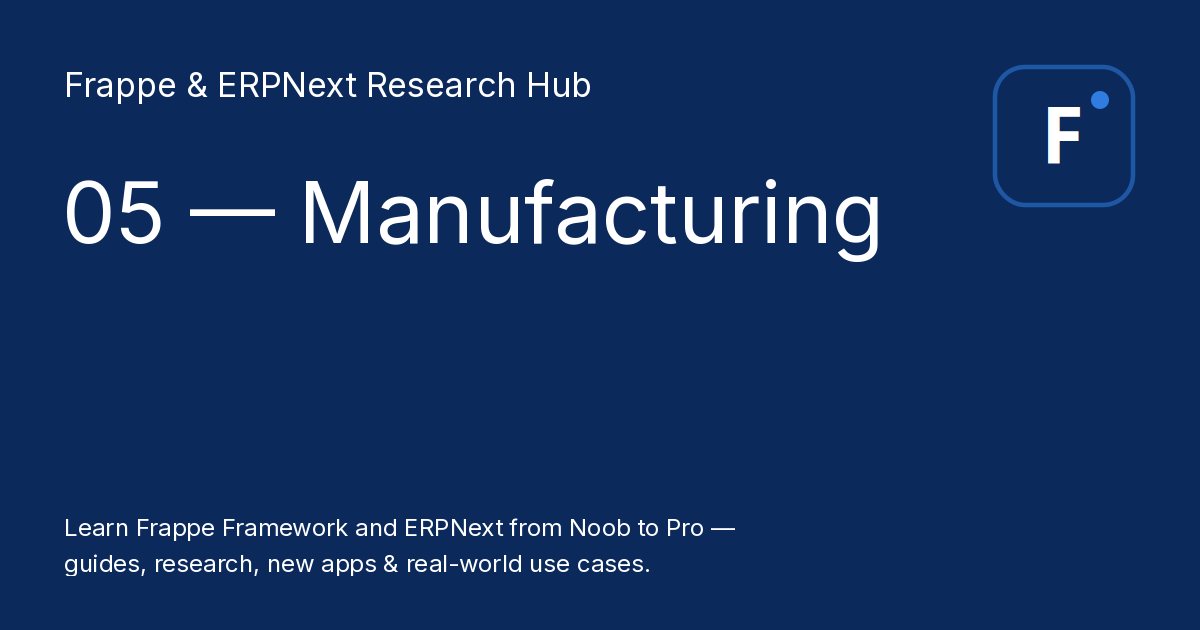 Frappe & ERPNext Research Hub
F
05 — Manufacturing
Learn Frappe Framework and ERPNext from Noob to Pro —
guides, research, new apps & real-world use cases.